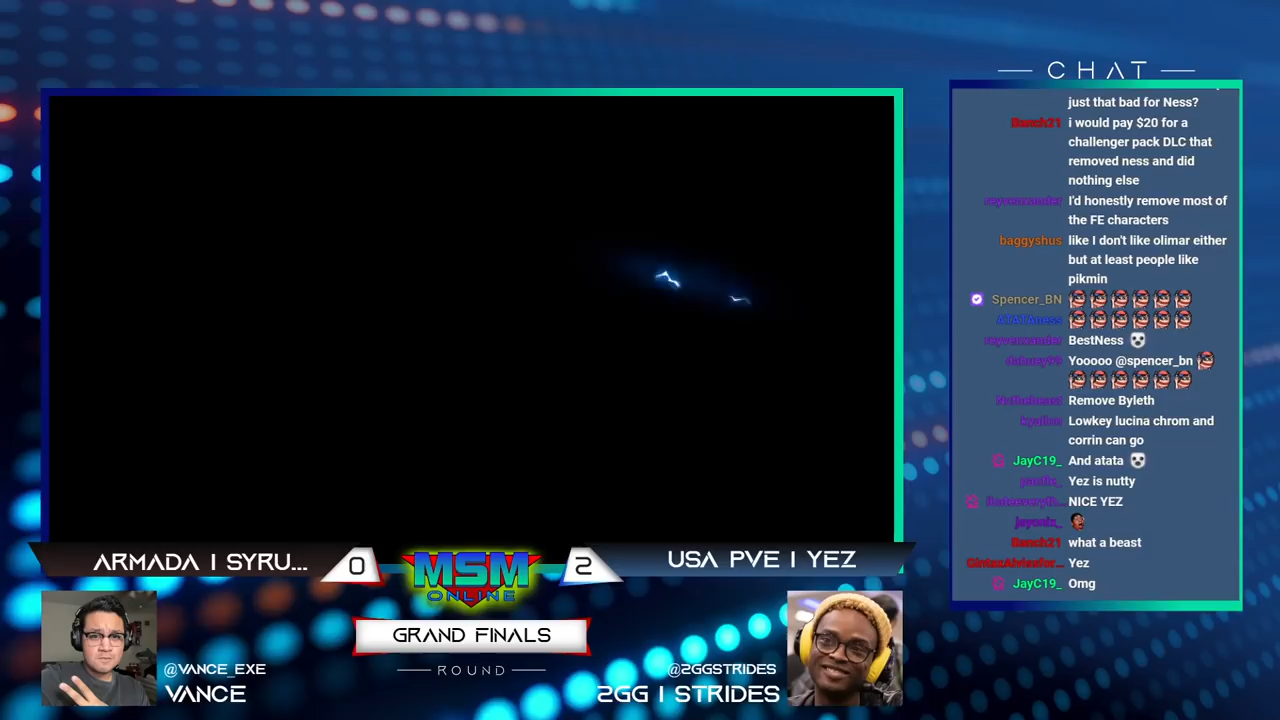 CHAT
just that bad for Ness?
i would pay $20 for a
challenger pack DLC that
removed ness and did
nothing else
reyvenxander I'd honestly remove most of
the FE characters
baggyshus like I don't like olimar either
but at least people like
pikmin
Spencer_BN
ATATAness
reyvenxander BestNess
Yooooo @spencer_bn
Remove Byleth
Lowkey lucina chrom and
corrin can go
JayC19_ And atata
Yez is nutty
NICE YEZ
what a beast
Yez
JayC19_ Omg
ARMADA | SYRU... 0
MSM
ONLINE
2 USA PVE | YEZ
GRAND FINALS
ROUND
@VANCE_EXE
VANCE
@2GGSTRIDES
2GG | STRIDES